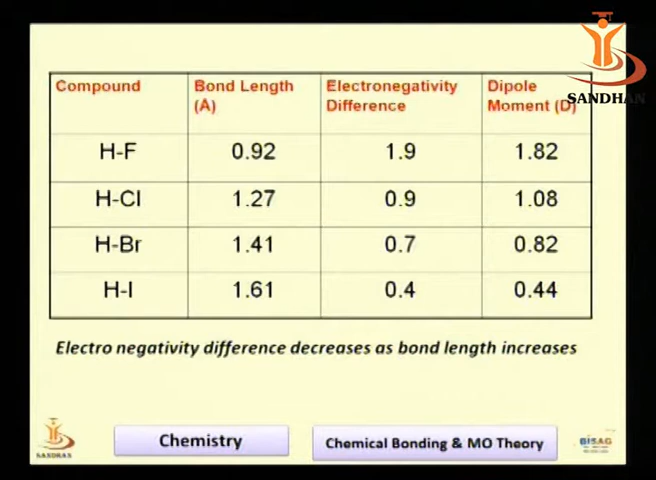 SANDHAN
Compound Bond Length Electronegativity Dipole
(A) Difference Moment (D)
H-F 0.92 1.9 1.82
H-Cl 1.27 0.9 1.08
H-Br 1.41 0.7 0.82
H-I 1.61 0.4 0.44
Electro negativity difference decreases as bond length increases
Chemistry Chemical Bonding & MO Theory BISAG
SANDHAN